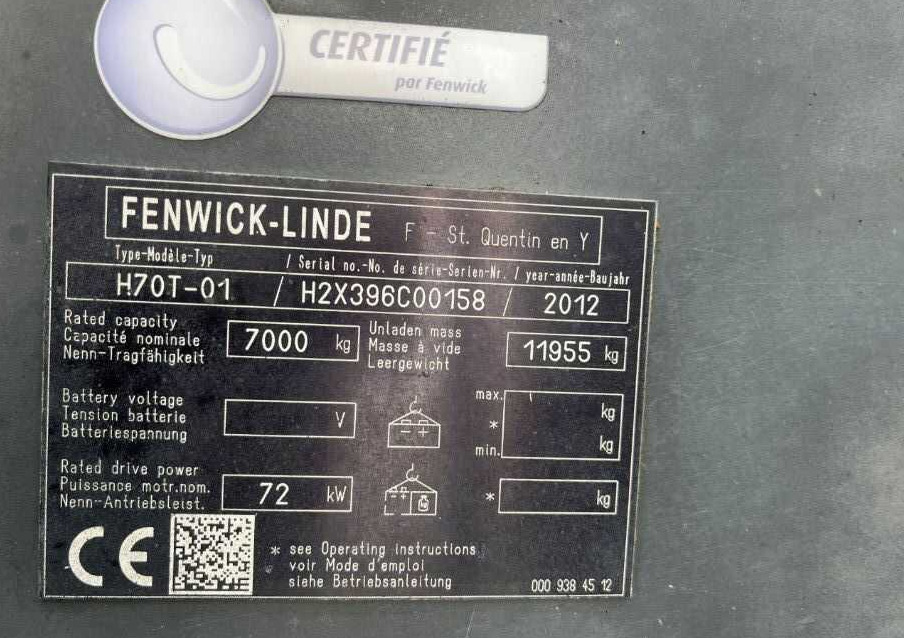 CERTIFIÉ
par Fenwick
FENWICK-LINDE F - St. Quentin en Y
Type-Modèle-Typ / Serial no.-No. de série-Serien-Nr. / year-année-Baujahr
H70T-01 / H2X396C00158 / 2012
Rated capacity
Capacité nominale
Nenn-Tragfähigkeit
7000 kg
Unladen mass
Masse à vide
Leergewicht
11955 kg
Battery voltage
Tension batterie
Batteriespannung
V
max. kg
*
min. kg
Rated drive power
Puissance motr.nom.
Nenn-Antriebsleist.
72 kW
* kg
CE
* see Operating instructions
voir Mode d'emploi
siehe Betriebsanleitung
000 938 45 12